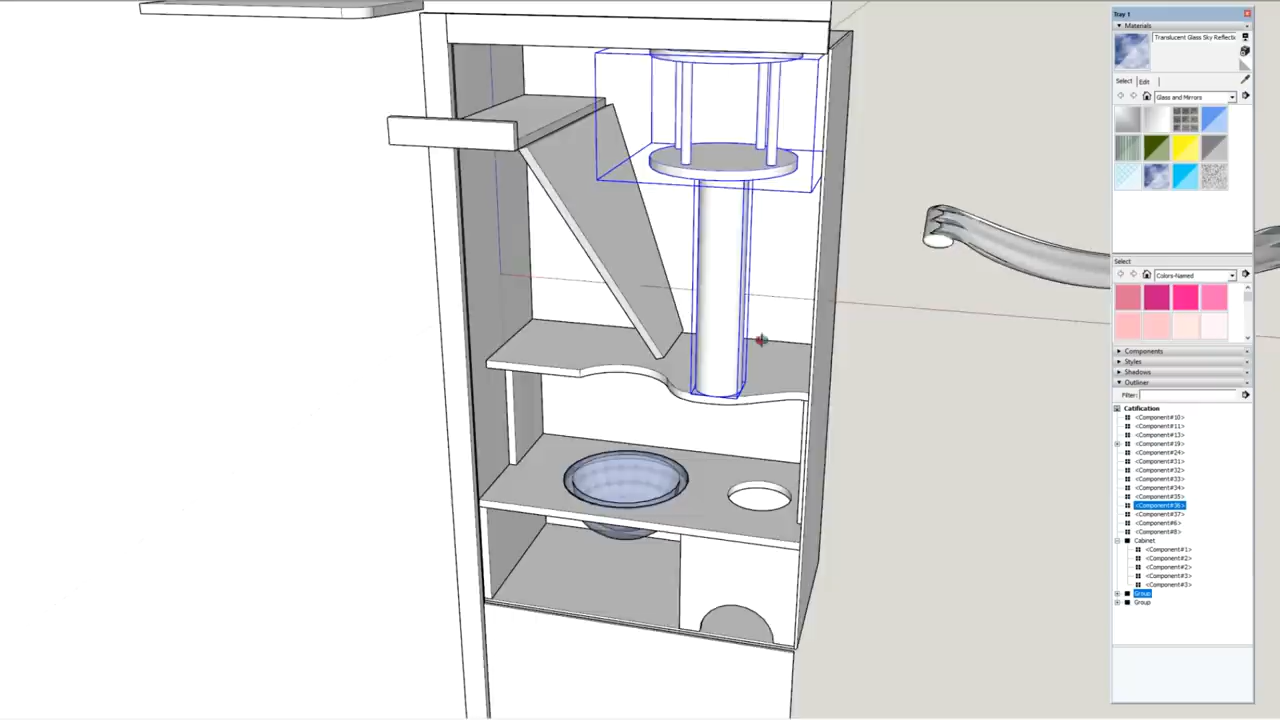 Tray 1
Materials
Translucent Glass Sky Reflectio
Select
Edit
Glass and Mirrors
Select
Colors-Named
Components
Styles
Shadows
Outliner
Filter:
Catification
<Component#10>
<Component#11>
<Component#13>
<Component#19>
<Component#24>
<Component#31>
<Component#32>
<Component#33>
<Component#34>
<Component#35>
<Component#36>
<Component#37>
<Component#6>
<Component#8>
Cabinet
<Component#1>
<Component#2>
<Component#2>
<Component#3>
<Component#3>
Group
Group